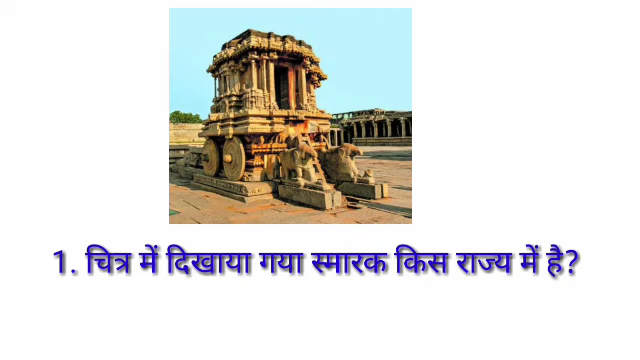 1. चित्र में दिखाया गया स्मारक किस राज्य में है?